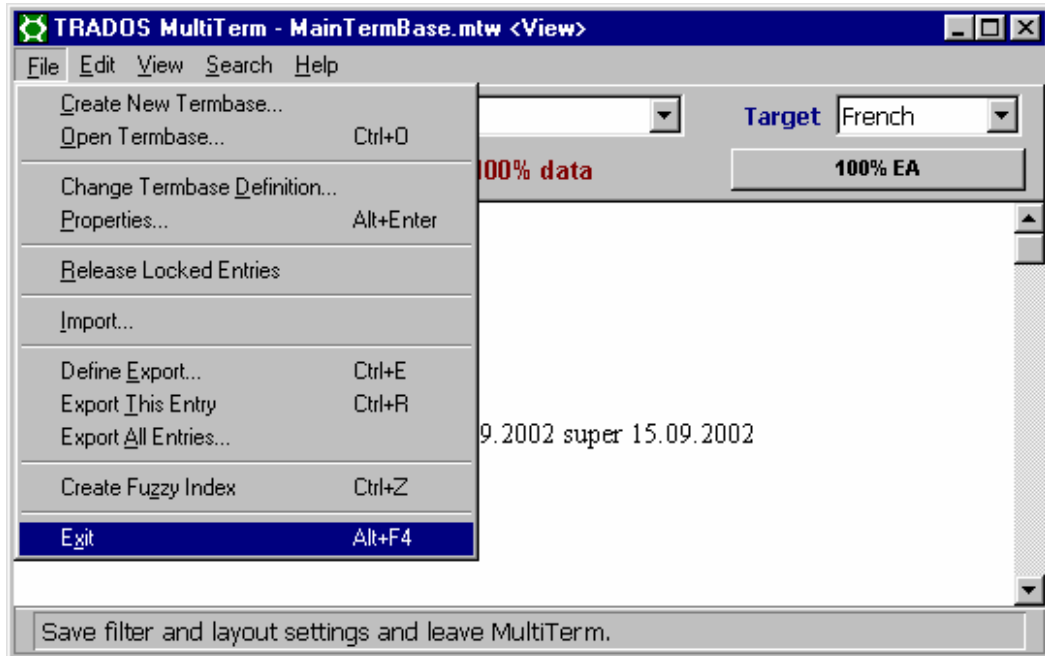 TRADOS MultiTerm - MainTermBase.mtw <View>
File Edit View Search Help
Create New Termbase...
Open Termbase... Ctrl+O
Change Termbase Definition...
Properties... Alt+Enter
Release Locked Entries
Import...
Define Export... Ctrl+E
Export This Entry Ctrl+R
Export All Entries...
Create Fuzzy Index Ctrl+Z
Exit Alt+F4
Target French
100% data 100% EA
9.2002 super 15.09.2002
Save filter and layout settings and leave MultiTerm.